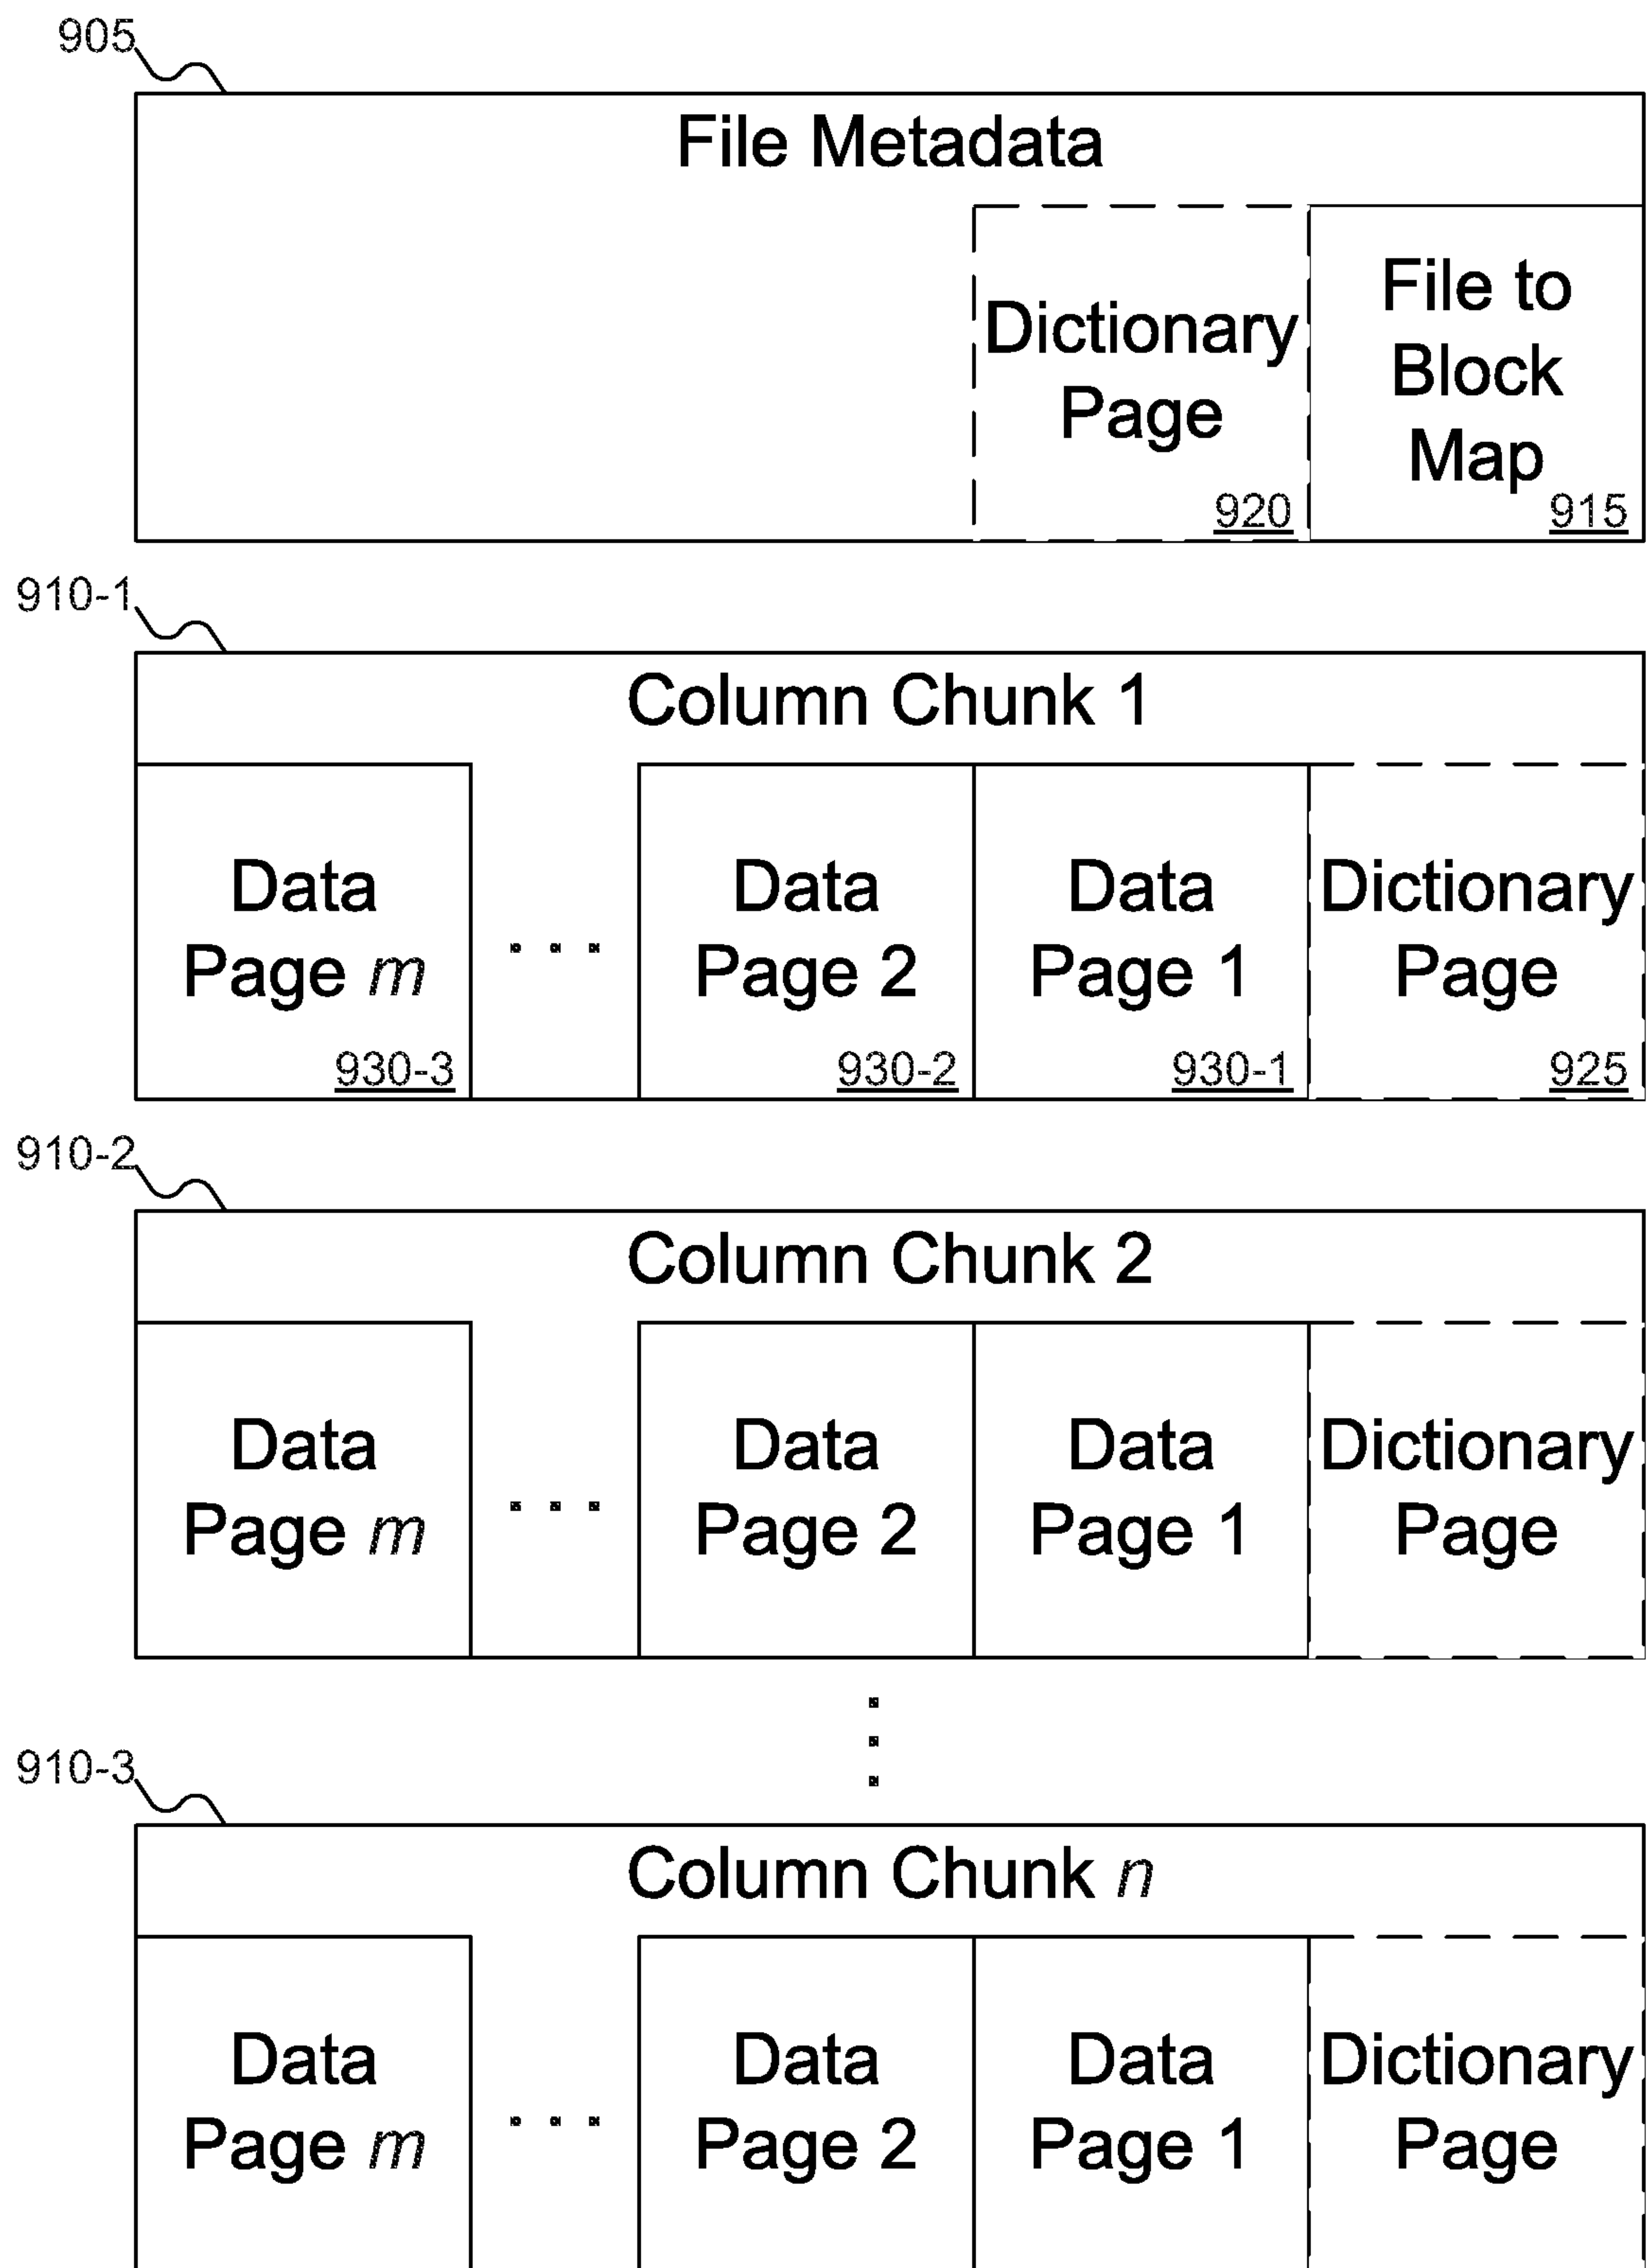 905
File Metadata
Dictionary
Page
920
File to
Block
Map
915
910-1
Column Chunk 1
Data
Page m
930-3
. . .
Data
Page 2
930-2
Data
Page 1
930-1
Dictionary
Page
925
910-2
Column Chunk 2
Data
Page m
. . .
Data
Page 2
Data
Page 1
Dictionary
Page
910-3
Column Chunk n
Data
Page m
. . .
Data
Page 2
Data
Page 1
Dictionary
Page